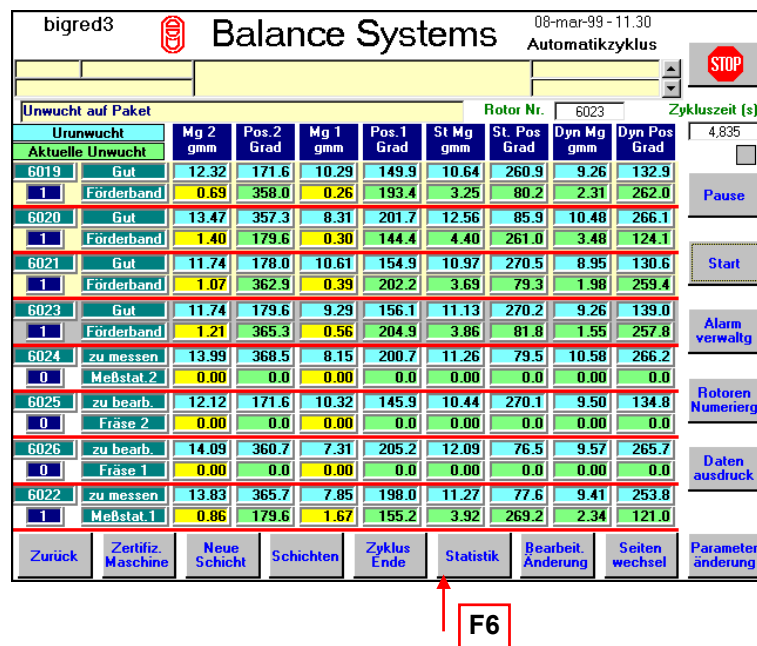 bigred3 Balance Systems 08-mar-99 - 11.30
Automatikzyklus
STOP
Unwucht auf Paket Rotor Nr. 6023 Zykluszeit (s)
4,835
Urunwucht Mg 2 Pos.2 Mg 1 Pos.1 St Mg St. Pos Dyn Mg Dyn Pos
Aktuelle Unwucht gmm Grad gmm Grad gmm Grad gmm Grad
6019 Gut 12.32 171.6 10.29 149.9 10.64 260.9 9.26 132.9
1 Förderband 0.69 358.0 0.26 193.4 3.25 80.2 2.31 262.0
Pause
6020 Gut 13.47 357.3 8.31 201.7 12.56 85.9 10.48 266.1
1 Förderband 1.40 179.6 0.30 144.4 4.40 261.0 3.48 124.1
6021 Gut 11.74 178.0 10.61 154.9 10.97 270.5 8.95 130.6
Start
1 Förderband 1.07 362.9 0.39 202.2 3.69 79.3 1.98 259.4
6023 Gut 11.74 179.6 9.29 156.1 11.13 270.2 9.26 139.0
1 Förderband 1.21 365.3 0.56 204.9 3.86 81.8 1.55 257.8
Alarm
verwaltg
6024 zu messen 13.99 368.5 8.15 200.7 11.26 79.5 10.58 266.2
0 Meßstat.2 0.00 0.0 0.00 0.0 0.00 0.0 0.00 0.0
6025 zu bearb. 12.12 171.6 10.32 145.9 10.44 270.1 9.50 134.8
0 Fräse 2 0.00 0.0 0.00 0.0 0.00 0.0 0.00 0.0
Rotoren
Numerierg
6026 zu bearb. 14.09 360.7 7.31 205.2 12.09 76.5 9.57 265.7
0 Fräse 1 0.00 0.0 0.00 0.0 0.00 0.0 0.00 0.0
Daten
ausdruck
6022 zu messen 13.83 365.7 7.85 198.0 11.27 77.6 9.41 253.8
1 Meßstat.1 0.86 179.6 1.67 155.2 3.92 269.2 2.34 121.0
Zurück
Zertifiz.
Maschine
Neue
Schicht
Schichten
Zyklus
Ende
Statistik
Bearbeit.
Änderung
Seiten
wechsel
Parameter
änderung
F6